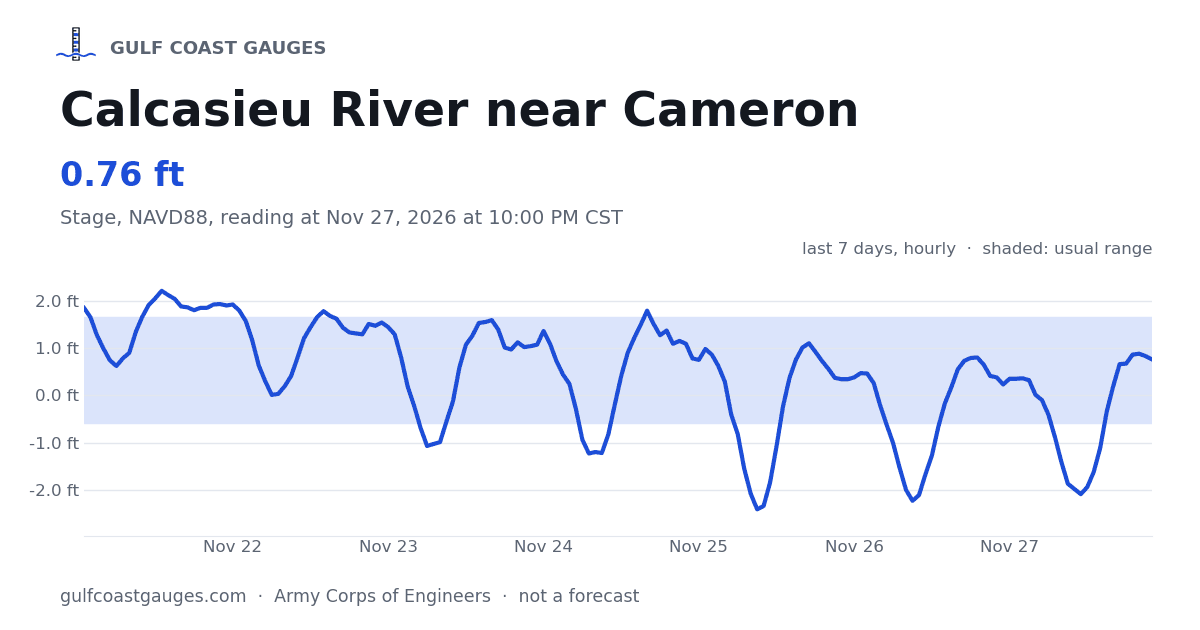 GULF COAST GAUGES
Calcasieu River near Cameron
0.76 ft
Stage, NAVD88, reading at Nov 27, 2026 at 10:00 PM CST
last 7 days, hourly · shaded: usual range
2.0 ft
1.0 ft
0.0 ft
-1.0 ft
-2.0 ft
Nov 22 Nov 23 Nov 24 Nov 25 Nov 26 Nov 27
gulfcoastgauges.com · Army Corps of Engineers · not a forecast